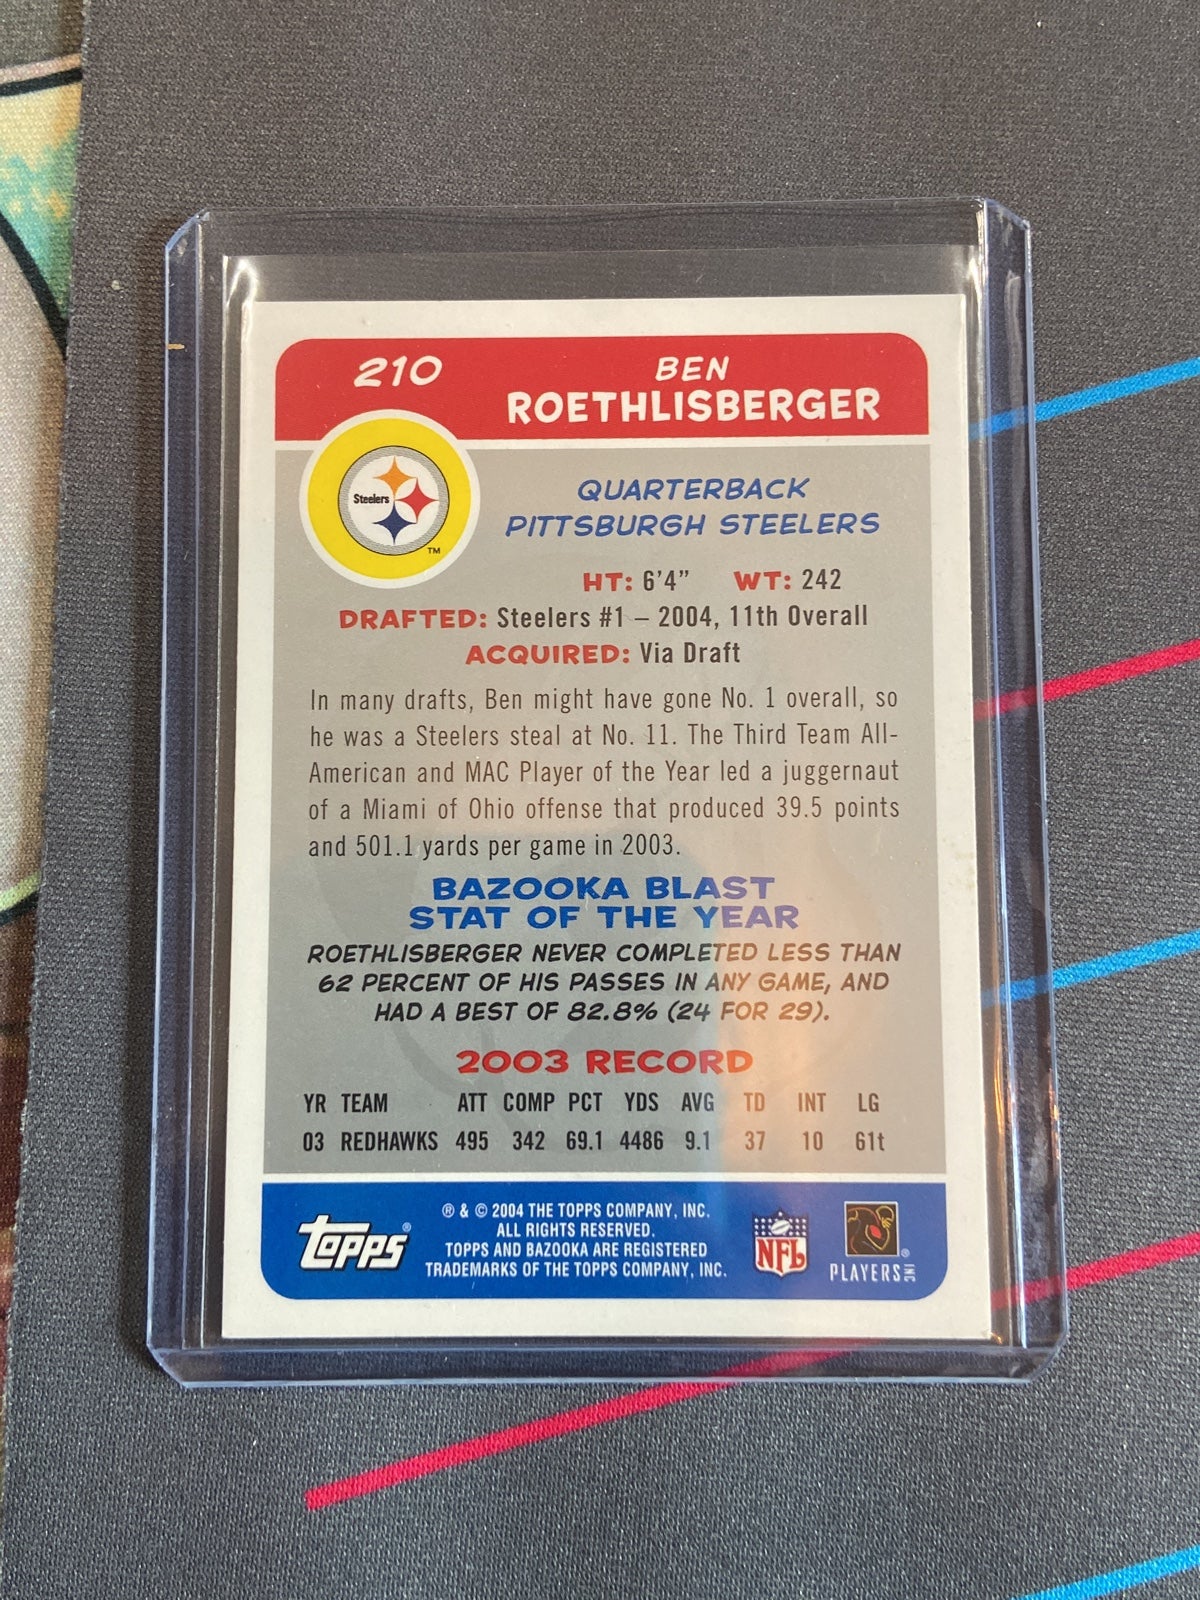 210
BEN
ROETHLISBERGER
Steelers
TM
QUARTERBACK
PITTSBURGH STEELERS
HT: 6'4" WT: 242
DRAFTED: Steelers #1 – 2004, 11th Overall
ACQUIRED: Via Draft
In many drafts, Ben might have gone No. 1 overall, so
he was a Steelers steal at No. 11. The Third Team All-
American and MAC Player of the Year led a juggernaut
of a Miami of Ohio offense that produced 39.5 points
and 501.1 yards per game in 2003.
BAZOOKA BLAST
STAT OF THE YEAR
ROETHLISBERGER NEVER COMPLETED LESS THAN
62 PERCENT OF HIS PASSES IN ANY GAME, AND
HAD A BEST OF 82.8% (24 FOR 29).
2003 RECORD
YR TEAM ATT COMP PCT YDS AVG TD INT LG
03 REDHAWKS 495 342 69.1 4486 9.1 37 10 61t
Topps ®
® & © 2004 THE TOPPS COMPANY, INC.
ALL RIGHTS RESERVED.
TOPPS AND BAZOOKA ARE REGISTERED
TRADEMARKS OF THE TOPPS COMPANY, INC.
NFL
PLAYERS INC ®